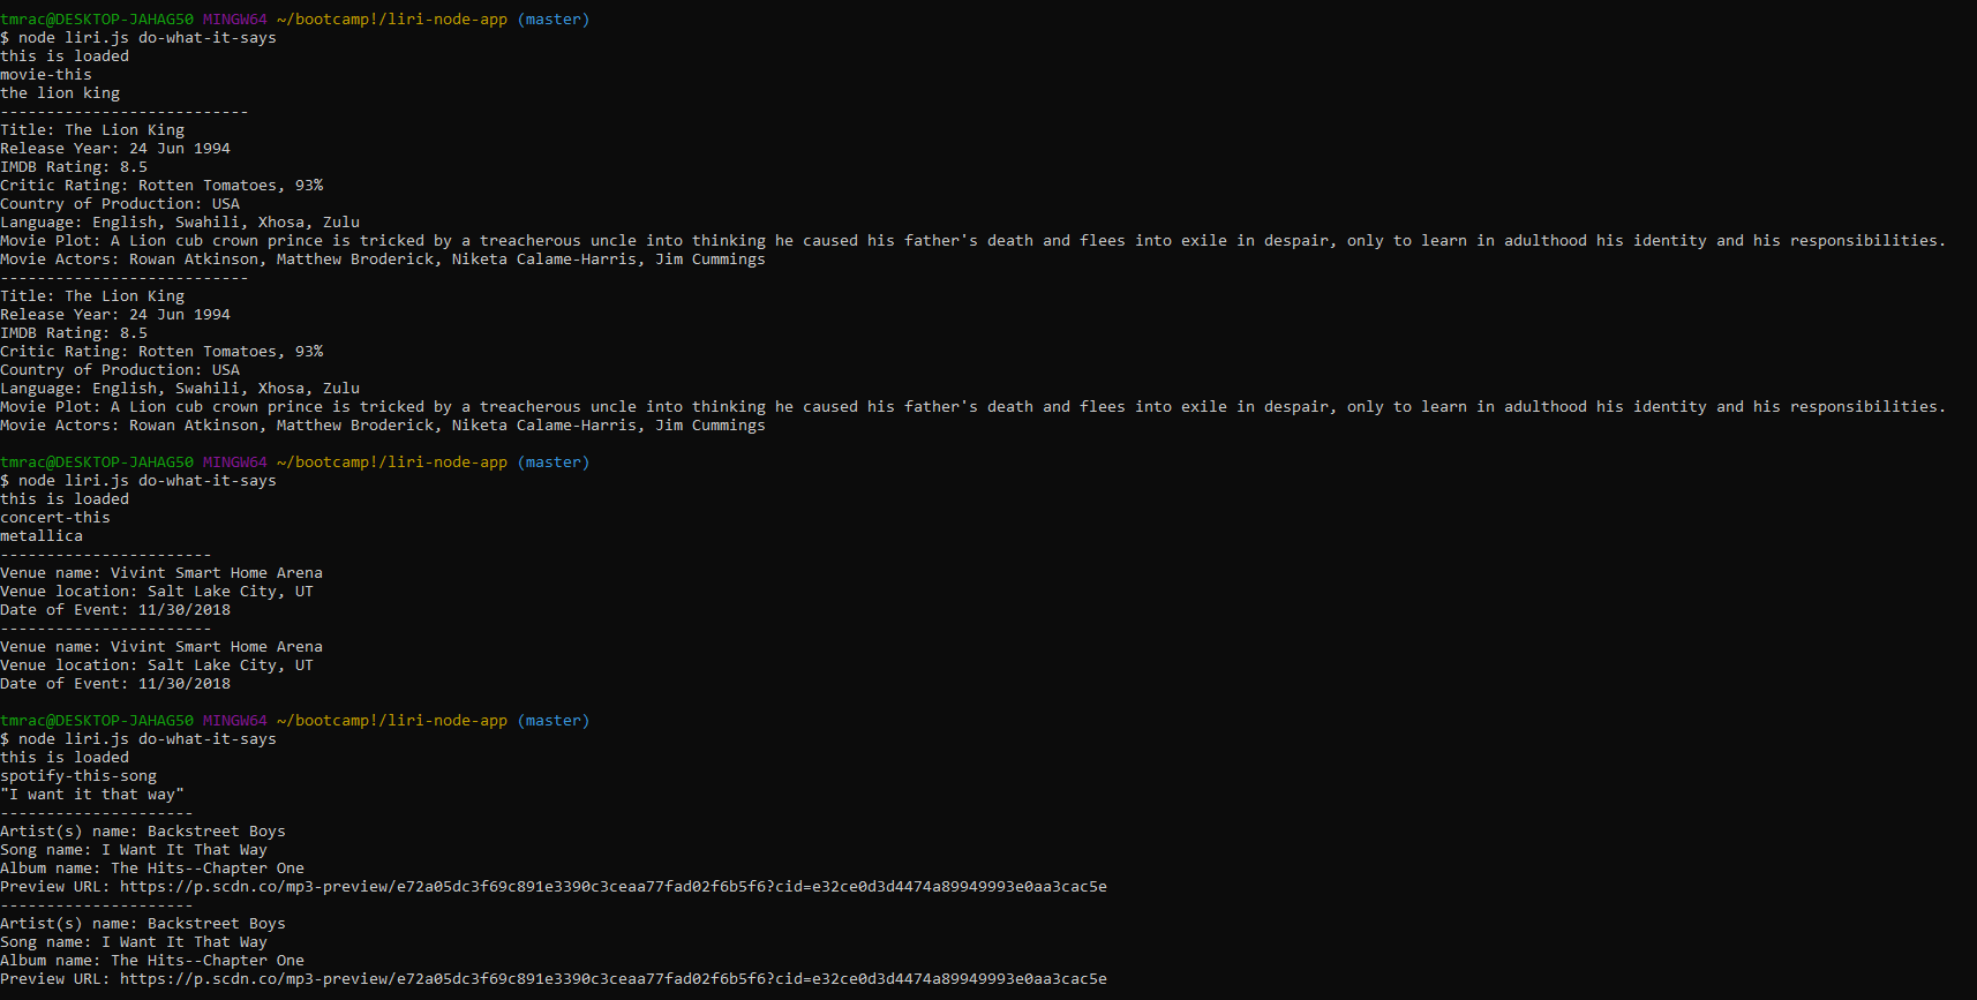 tmrac@DESKTOP-JAHAG50 MINGW64 ~/bootcamp!/liri-node-app (master)
$ node liri.js do-what-it-says
this is loaded
movie-this
the lion king
---------------------------
Title: The Lion King
Release Year: 24 Jun 1994
IMDB Rating: 8.5
Critic Rating: Rotten Tomatoes, 93%
Country of Production: USA
Language: English, Swahili, Xhosa, Zulu
Movie Plot: A Lion cub crown prince is tricked by a treacherous uncle into thinking he caused his father's death and flees into exile in despair, only to learn in adulthood his identity and his responsibilities.
Movie Actors: Rowan Atkinson, Matthew Broderick, Niketa Calame-Harris, Jim Cummings
---------------------------
Title: The Lion King
Release Year: 24 Jun 1994
IMDB Rating: 8.5
Critic Rating: Rotten Tomatoes, 93%
Country of Production: USA
Language: English, Swahili, Xhosa, Zulu
Movie Plot: A Lion cub crown prince is tricked by a treacherous uncle into thinking he caused his father's death and flees into exile in despair, only to learn in adulthood his identity and his responsibilities.
Movie Actors: Rowan Atkinson, Matthew Broderick, Niketa Calame-Harris, Jim Cummings
tmrac@DESKTOP-JAHAG50 MINGW64 ~/bootcamp!/liri-node-app (master)
$ node liri.js do-what-it-says
this is loaded
concert-this
metallica
-----------------------
Venue name: Vivint Smart Home Arena
Venue location: Salt Lake City, UT
Date of Event: 11/30/2018
-----------------------
Venue name: Vivint Smart Home Arena
Venue location: Salt Lake City, UT
Date of Event: 11/30/2018
tmrac@DESKTOP-JAHAG50 MINGW64 ~/bootcamp!/liri-node-app (master)
$ node liri.js do-what-it-says
this is loaded
spotify-this-song
"I want it that way"
---------------------
Artist(s) name: Backstreet Boys
Song name: I Want It That Way
Album name: The Hits--Chapter One
Preview URL: https://p.scdn.co/mp3-preview/e72a05dc3f69c891e3390c3ceaa77fad02f6b5f6?cid=e32ce0d3d4474a89949993e0aa3cac5e
---------------------
Artist(s) name: Backstreet Boys
Song name: I Want It That Way
Album name: The Hits--Chapter One
Preview URL: https://p.scdn.co/mp3-preview/e72a05dc3f69c891e3390c3ceaa77fad02f6b5f6?cid=e32ce0d3d4474a89949993e0aa3cac5e